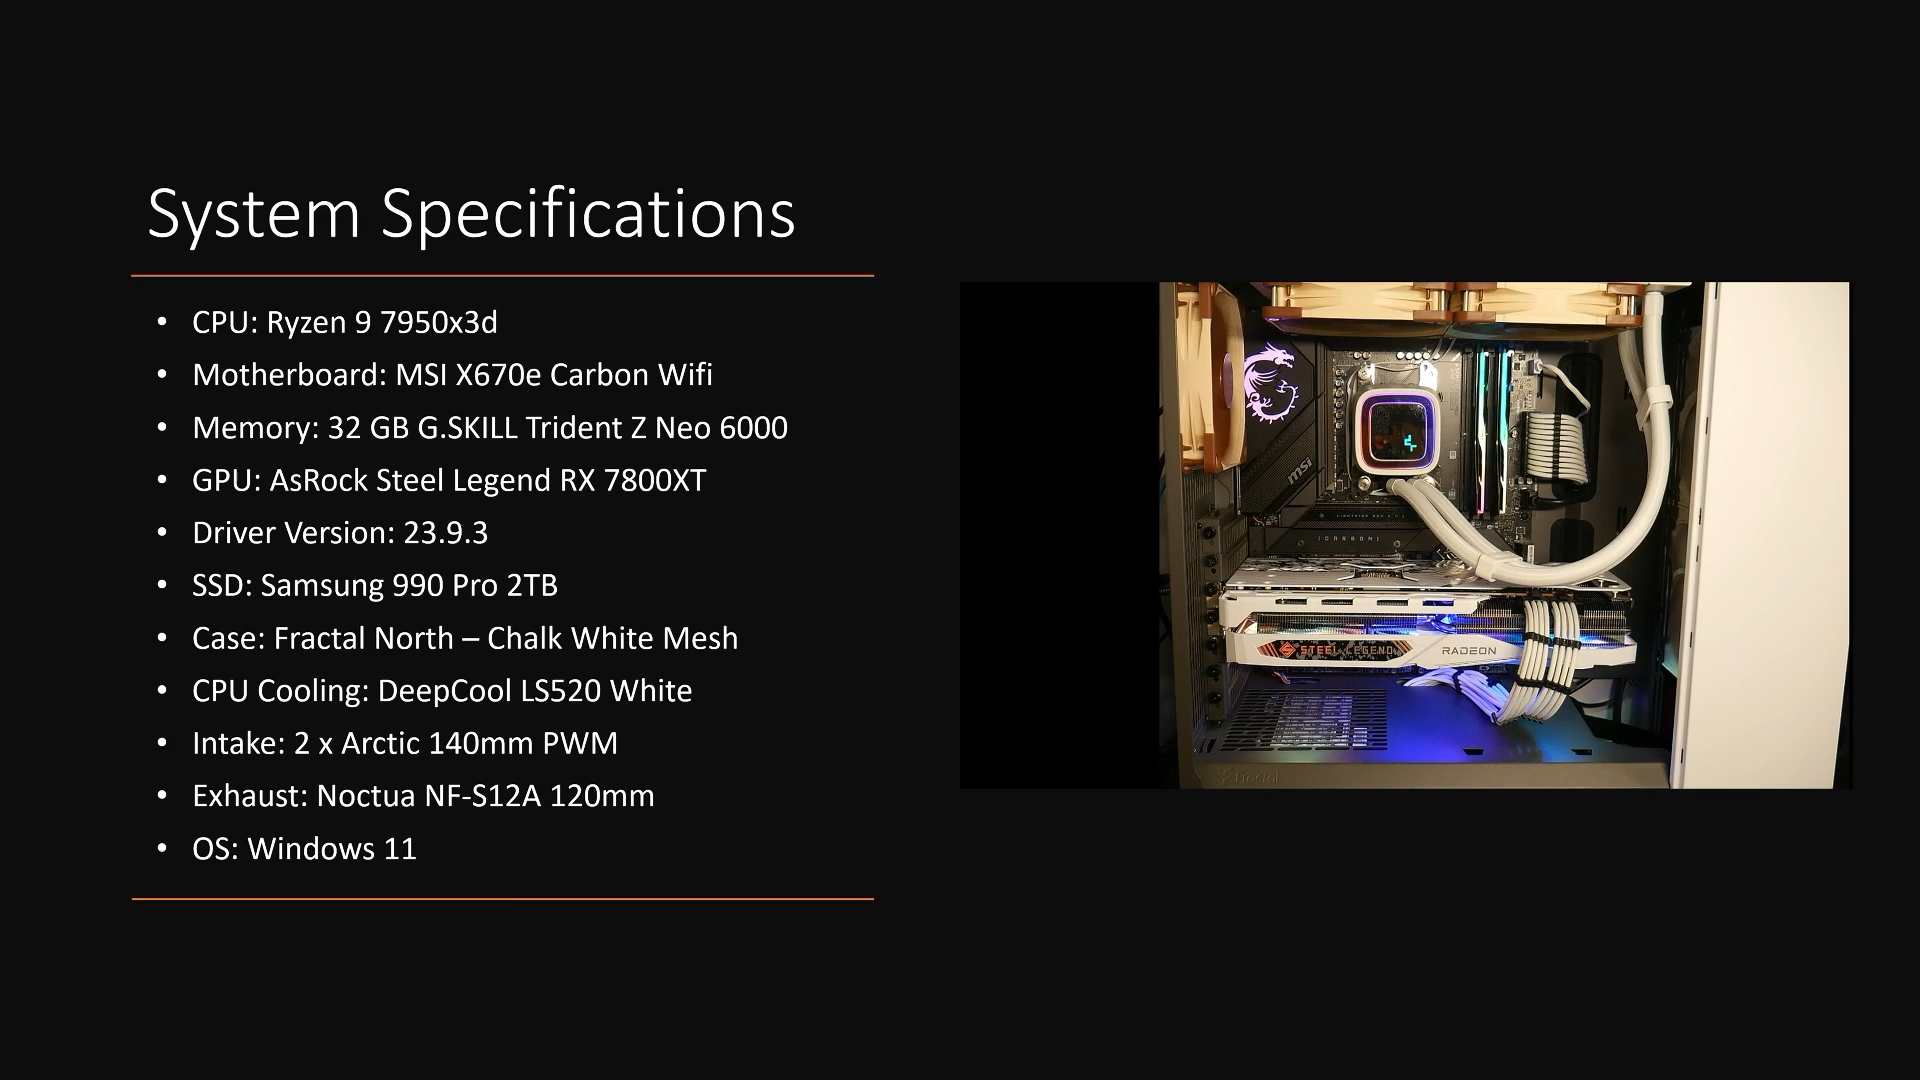 System Specifications
• CPU: Ryzen 9 7950x3d
• Motherboard: MSI X670e Carbon Wifi
• Memory: 32 GB G.SKILL Trident Z Neo 6000
• GPU: AsRock Steel Legend RX 7800XT
• Driver Version: 23.9.3
• SSD: Samsung 990 Pro 2TB
• Case: Fractal North – Chalk White Mesh
• CPU Cooling: DeepCool LS520 White
• Intake: 2 x Arctic 140mm PWM
• Exhaust: Noctua NF-S12A 120mm
• OS: Windows 11
msi
CARBON
STEEL LEGEND RADEON
Fractal